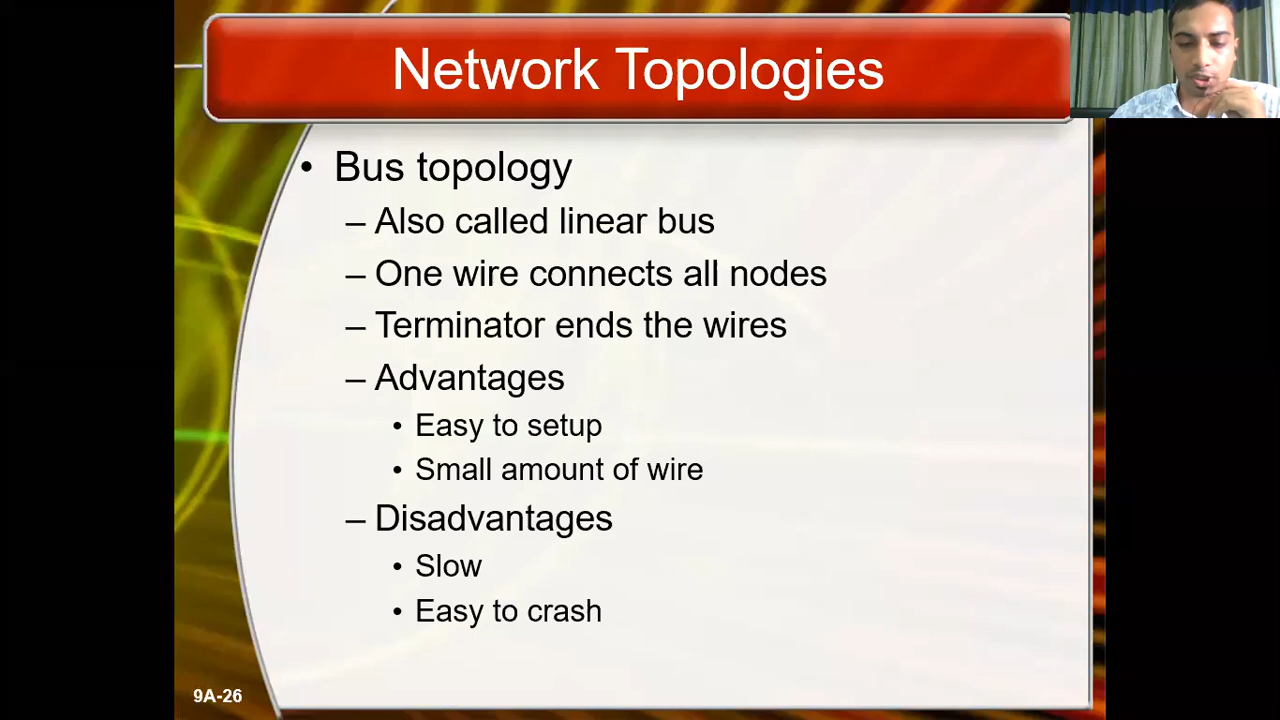 Network Topologies
• Bus topology
– Also called linear bus
– One wire connects all nodes
– Terminator ends the wires
– Advantages
• Easy to setup
• Small amount of wire
– Disadvantages
• Slow
• Easy to crash
9A-26